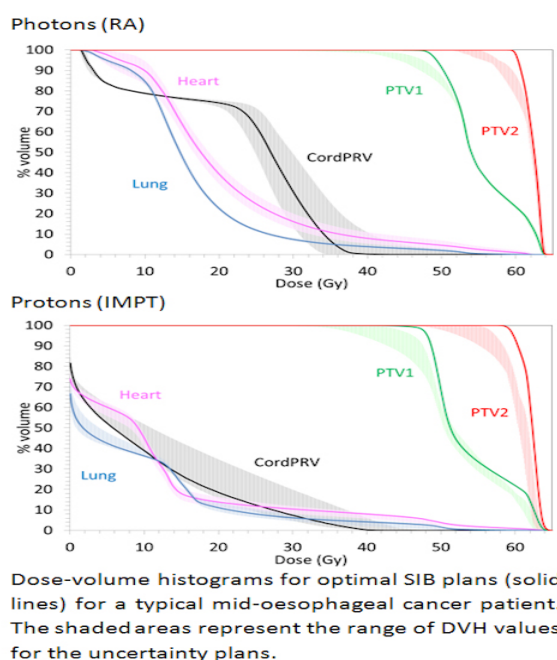 Photons (RA)
100
90
80
70
60
50
40
30
20
10
0
% volume
Heart
CordPRV
Lung
PTV1
PTV2
0 10 20 30 40 50 60
Dose (Gy)
Protons (IMPT)
100
90
80
70
60
50
40
30
20
10
0
% volume
Heart
CordPRV
Lung
PTV1
PTV2
0 10 20 30 40 50 60
Dose (Gy)
Dose-volume histograms for optimal SIB plans (solid
lines) for a typical mid-oesophageal cancer patient.
The shaded areas represent the range of DVH values
for the uncertainty plans.